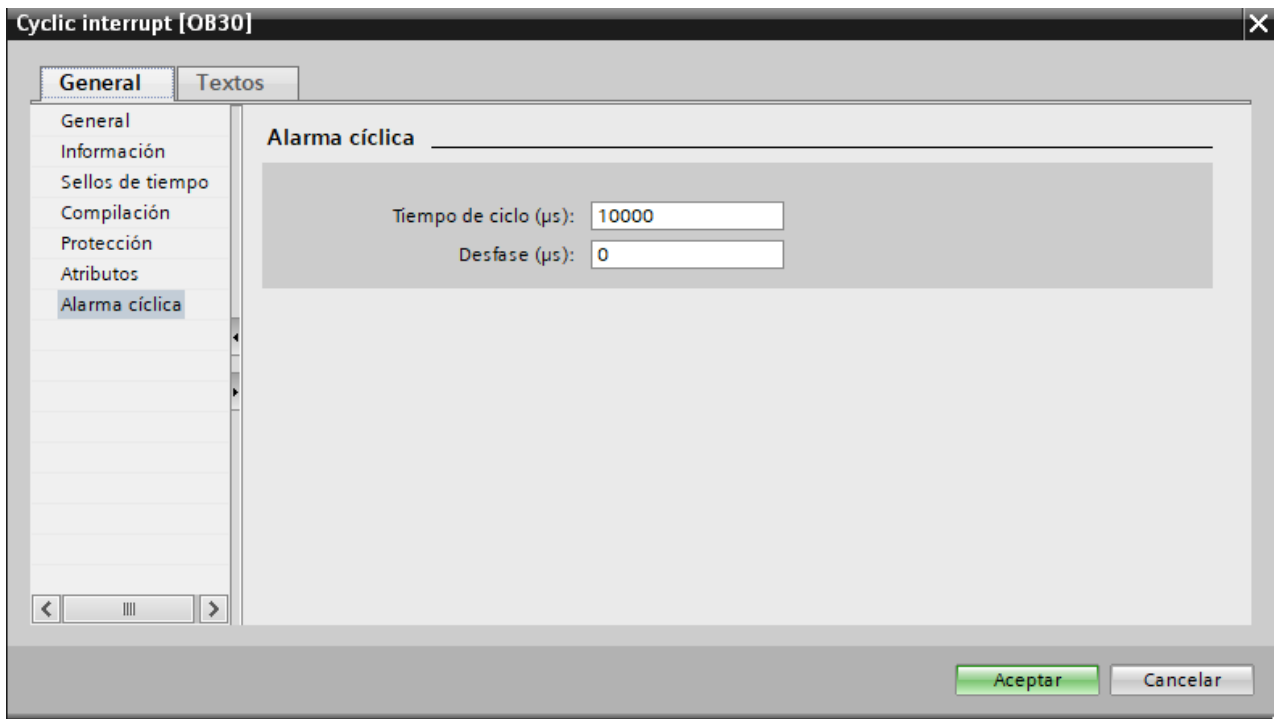 Cyclic interrupt [OB30]
General Textos
General
Información
Sellos de tiempo
Compilación
Protección
Atributos
Alarma cíclica
Alarma cíclica
Tiempo de ciclo (µs): 10000
Desfase (µs): 0
Aceptar Cancelar